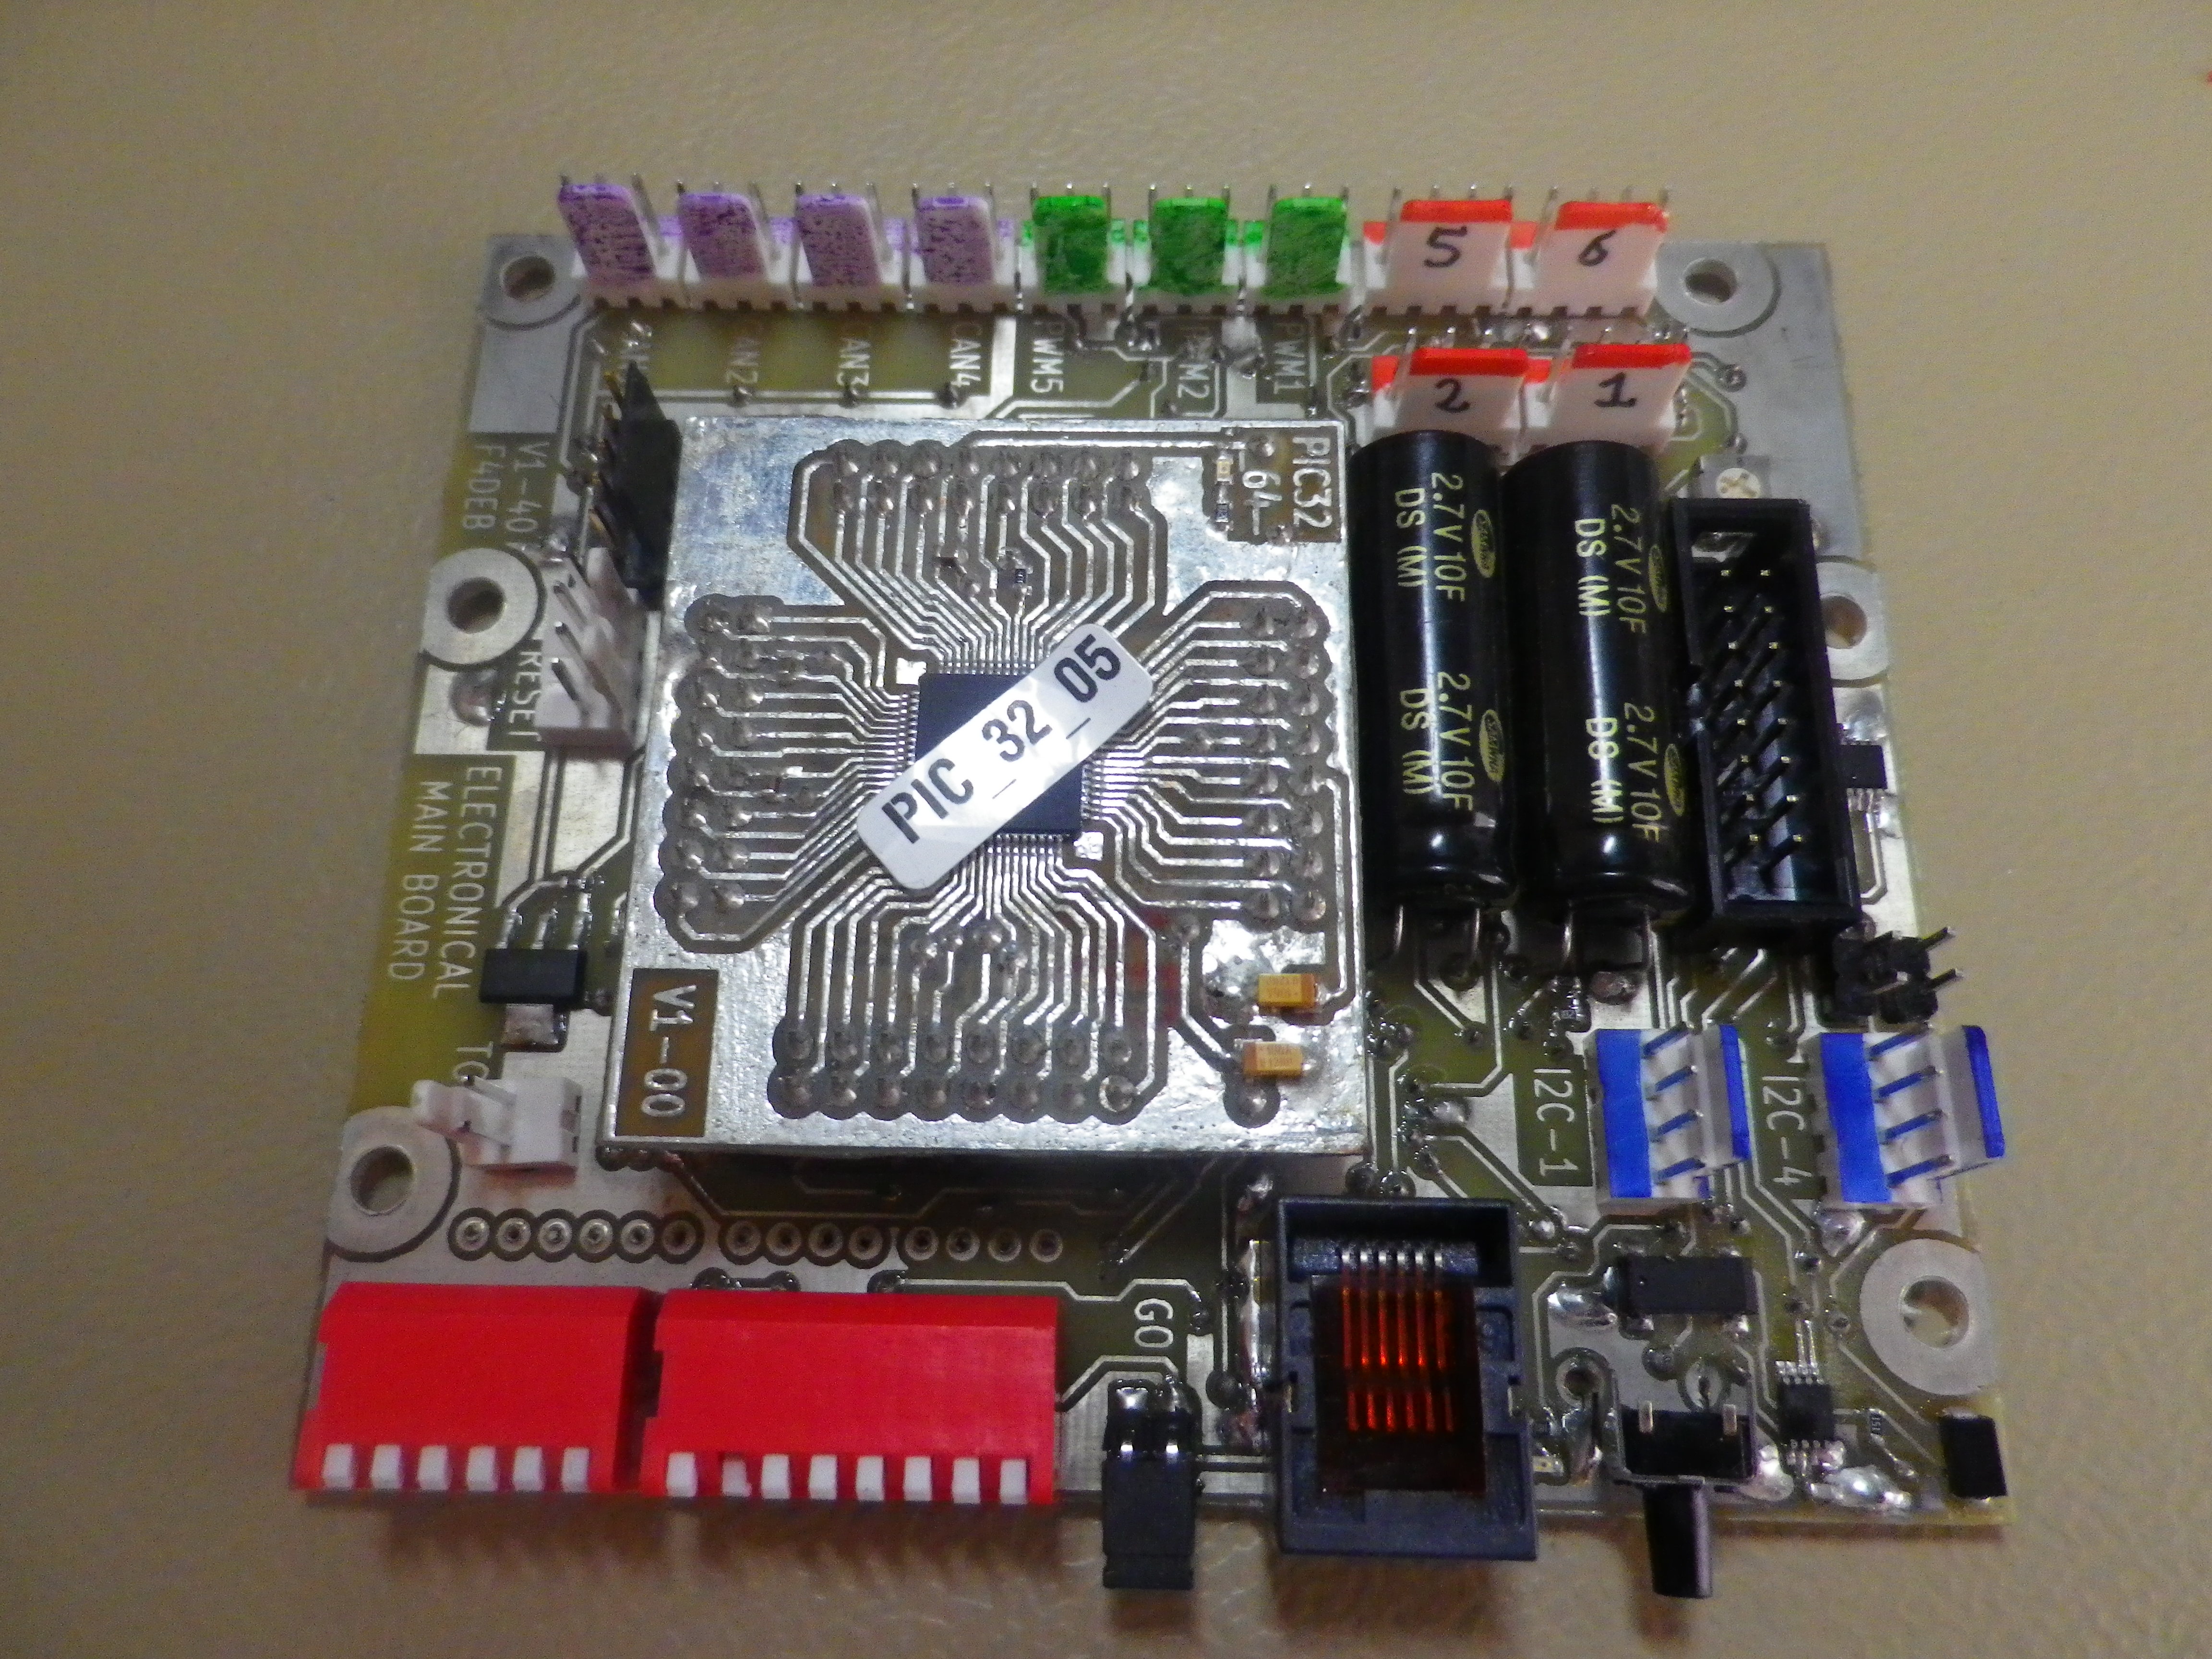 5
6
2
1
CAN2
CAN3
CAN4
PWM5
PWM2
PWM1
V1-40
F4DEB
PIC32
-64-
2.7V 10F 2.7V 10F
DS (M) DS (M)
2.7V 10F 2.7V 10F
DS (M) DS (M)
RESET
PIC_32_05
ELECTRONICAL
MAIN BOARD
V1-00
I2C-1
I2C-4
GO